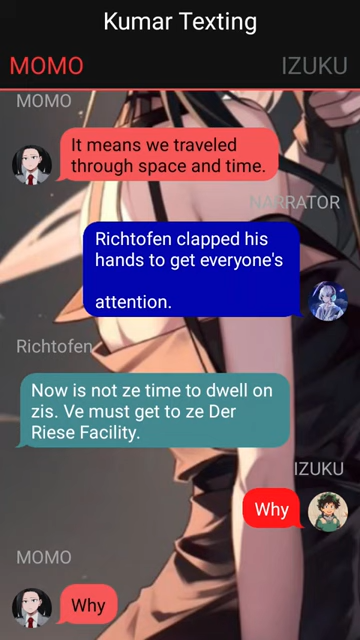 Kumar Texting
MOMO
IZUKU
MOMO
It means we traveled
through space and time.
NARRATOR
Richtofen clapped his
hands to get everyone's
attention.
Richtofen
Now is not ze time to dwell on
zis. Ve must get to ze Der
Riese Facility.
IZUKU
Why
MOMO
Why